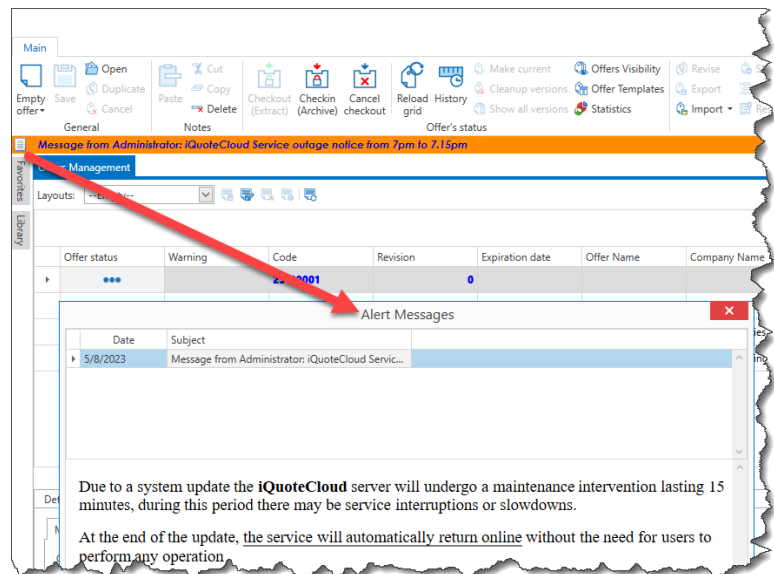 Main
Open
Cut
Empty offer
Save
Duplicate
Cancel
Paste
Copy
Delete
Checkout (Extract)
Checkin (Archive)
Cancel checkout
Reload grid
History
Make current
Cleanup versions
Show all versions
Offers Visibility
Offer Templates
Statistics
Revise
Export
Import
General
Notes
Offer's status
Message from Administrator: iQuoteCloud Service outage notice from 7pm to 7.15pm
Favorites
Library
Management
Layouts:
Offer status Warning Code Revision Expiration date Offer Name Company Name
0
Alert Messages
Date Subject
5/8/2023 Message from Administrator: iQuoteCloud Servic...
Due to a system update the iQuoteCloud server will undergo a maintenance intervention lasting 15
minutes, during this period there may be service interruptions or slowdowns.
At the end of the update, the service will automatically return online without the need for users to
perform any operation